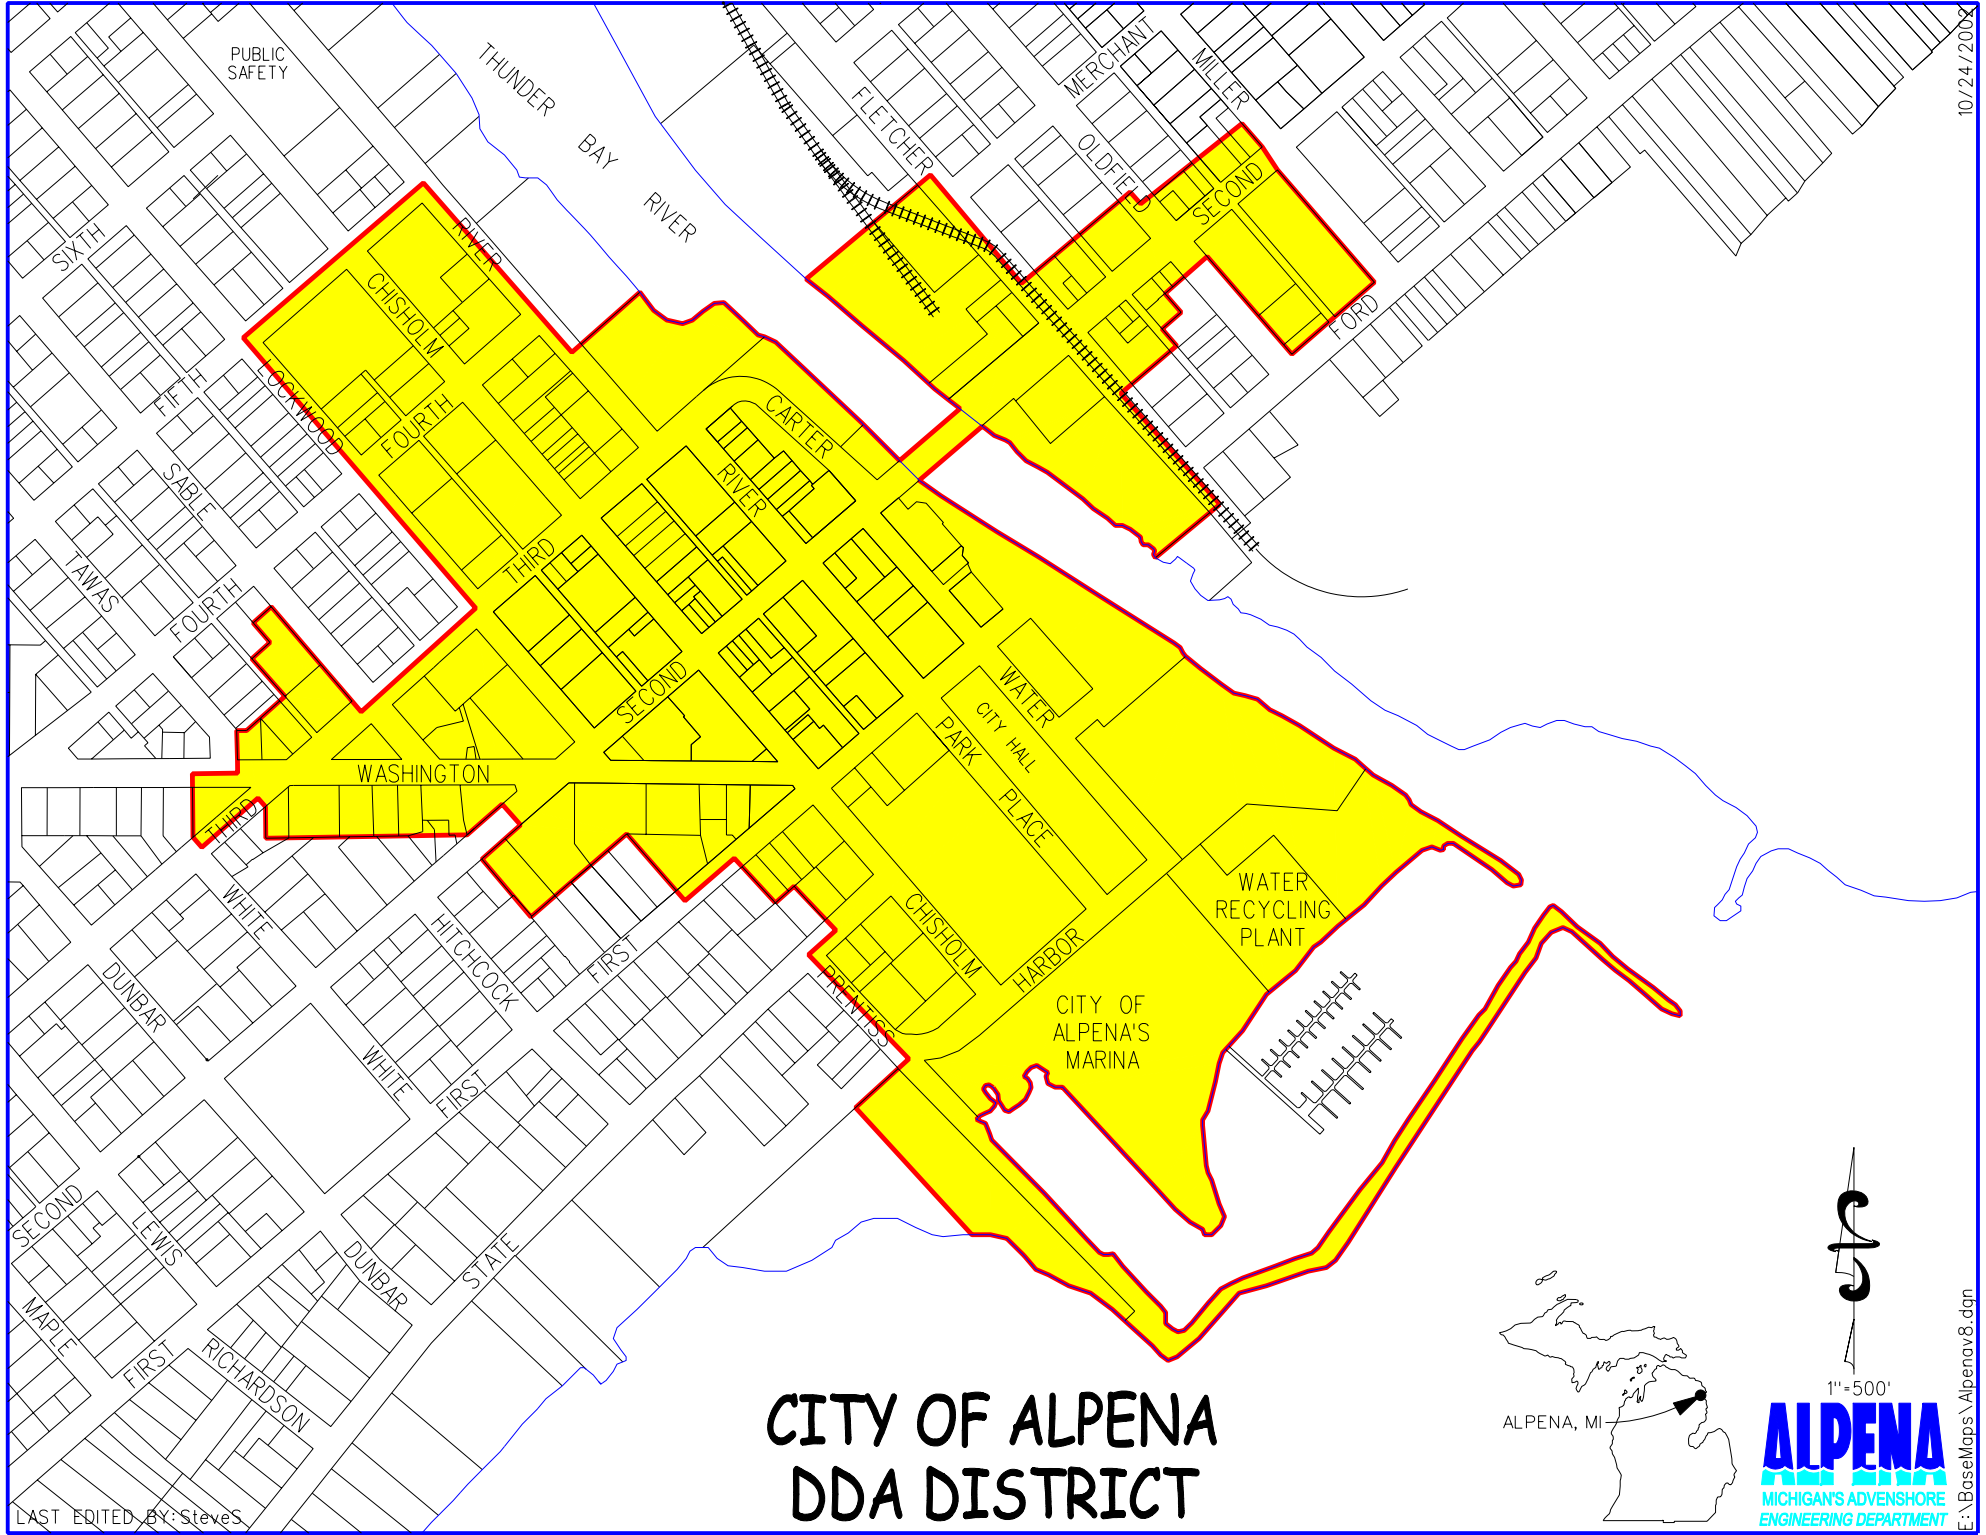 PUBLIC
SAFETY
THUNDER
BAY
RIVER
FLETCHER
MERCHANT
MILLER
OLDFIELD
SECOND
FORD
10/24/2002
SIXTH
RIVER
CHISHOLM
LOCKWOOD
FIFTH
FOURTH
CARTER
RIVER
SABLE
TAWAS
FOURTH
THIRD
SECOND
WATER
CITY HALL
PARK PLACE
WASHINGTON
THIRD
WHITE
HITCHCOCK
FIRST
CHISHOLM
HARBOR
PRENTISS
WATER
RECYCLING
PLANT
CITY OF
ALPENA'S
MARINA
DUNBAR
WHITE
FIRST
SECOND
LEWIS
DUNBAR
STATE
MAPLE
FIRST
RICHARDSON
1"=500'
ALPENA, MI
CITY OF ALPENA
DDA DISTRICT
ALPENA
MICHIGAN'S ADVENSHORE
ENGINEERING DEPARTMENT
LAST EDITED BY: SteveS
E:\BaseMaps\Alpenav8.dgn